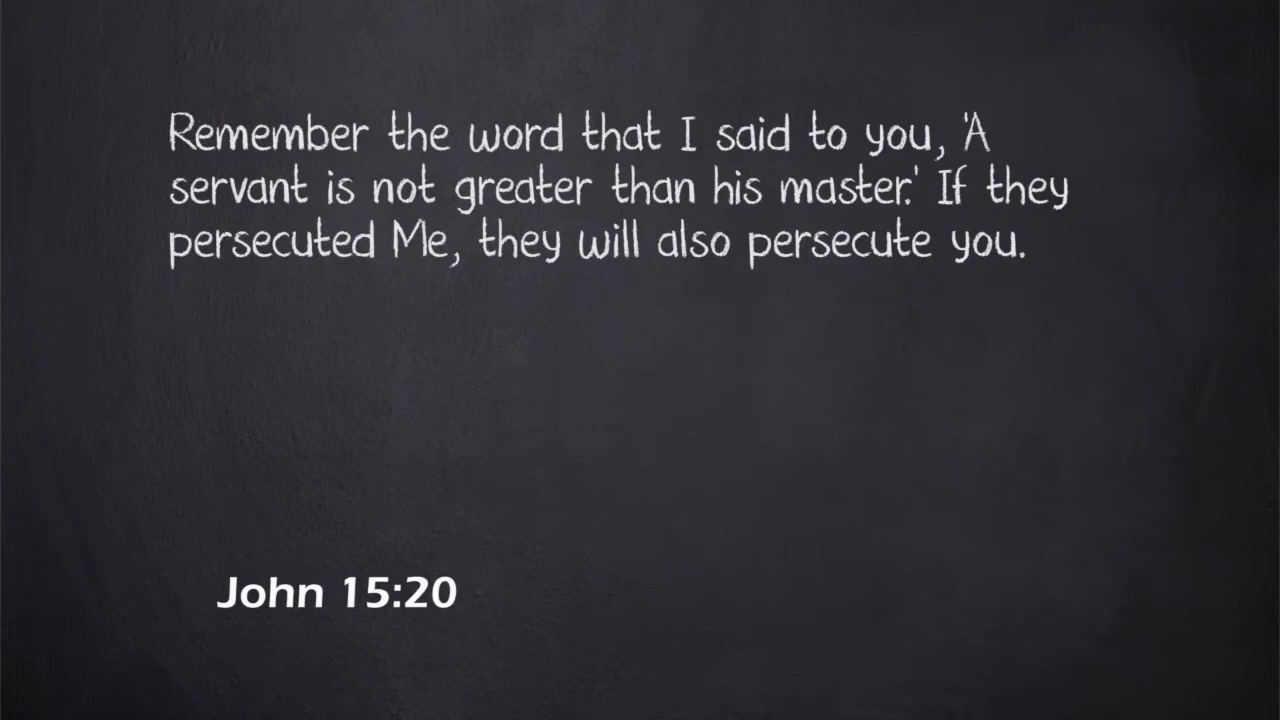 Remember the word that I said to you, 'A
servant is not greater than his master.' If they
persecuted Me, they will also persecute you.
John 15:20